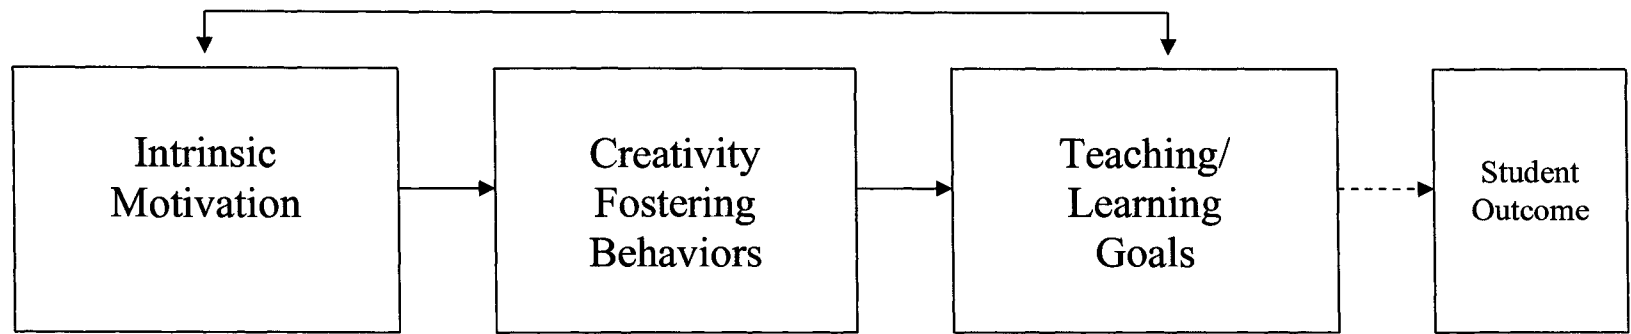 Intrinsic
Motivation
Creativity
Fostering
Behaviors
Teaching/
Learning
Goals
Student
Outcome